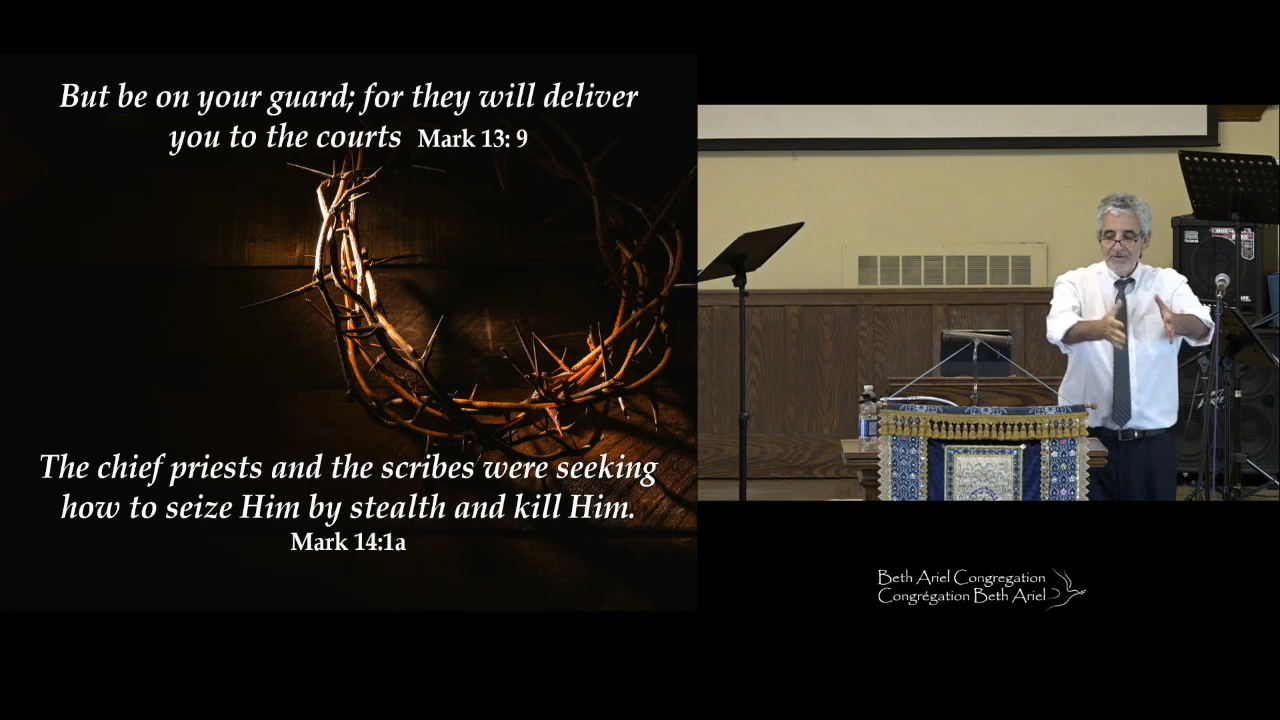 But be on your guard; for they will deliver
you to the courts Mark 13: 9
The chief priests and the scribes were seeking
how to seize Him by stealth and kill Him.
Mark 14:1a
Roland
Beth Ariel Congregation
Congrégation Beth Ariel